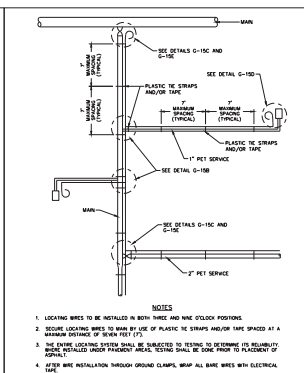 MAIN
SEE DETAILS G-15C AND
G-15E
7'
MAXIMUM
SPACING
(TYPICAL)
SEE DETAIL G-15D
PLASTIC TIE STRAPS
AND/OR TAPE
7'
MAXIMUM
SPACING
(TYPICAL)
7'
MAXIMUM
SPACING
(TYPICAL)
7'
MAXIMUM
SPACING
(TYPICAL)
PLASTIC TIE STRAPS
AND/OR TAPE
1" PET SERVICE
SEE DETAIL G-15B
MAIN
SEE DETAILS G-15C AND
G-15E
2" PET SERVICE
NOTES
1. LOCATING WIRES TO BE INSTALLED IN BOTH THREE AND NINE O'CLOCK POSITIONS.
2. SECURE LOCATING WIRES TO MAIN BY USE OF PLASTIC TIE STRAPS AND/OR TAPE SPACED AT A
MAXIMUM DISTANCE OF SEVEN FEET (7').
3. THE ENTIRE LOCATING SYSTEM SHALL BE SUBJECTED TO TESTING TO DETERMINE ITS RELIABILITY.
WHERE INSTALLED UNDER PAVEMENT AREAS, TESTING SHALL BE DONE PRIOR TO PLACEMENT OF
ASPHALT.
4. AFTER WIRE INSTALLATION THROUGH GROUND CLAMPS, WRAP ALL BARE WIRES WITH ELECTRICAL
TAPE.